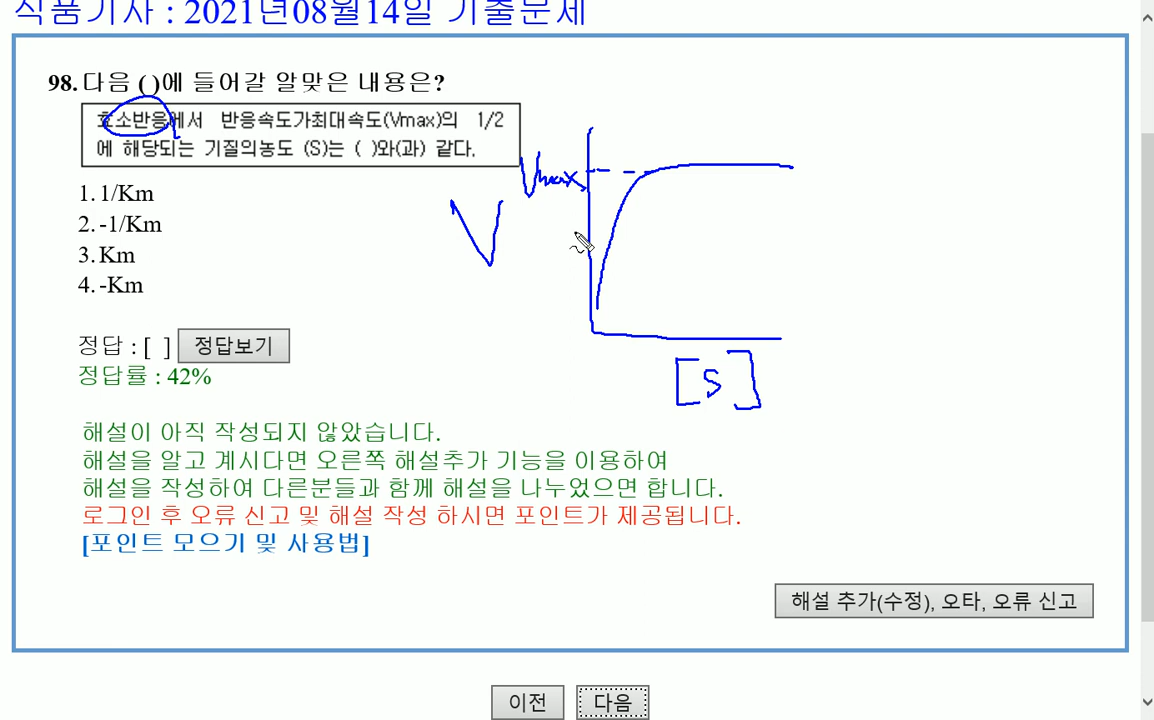 식품기사 : 2021년08월14일 기출문제
98. 다음 ( )에 들어갈 알맞은 내용은?
효소반응에서 반응속도가최대속도(Vmax)의 1/2
에 해당되는 기질의농도 (S)는 ( )와(과) 같다.
Vmax
V
1. 1/Km
2. -1/Km
3. Km
4. -Km
정답 : [ ] 정답보기
정답률 : 42%
[S]
해설이 아직 작성되지 않았습니다.
해설을 알고 계시다면 오른쪽 해설추가 기능을 이용하여
해설을 작성하여 다른분들과 함께 해설을 나누었으면 합니다.
로그인 후 오류 신고 및 해설 작성 하시면 포인트가 제공됩니다.
[포인트 모으기 및 사용법]
해설 추가(수정), 오타, 오류 신고
이전 다음